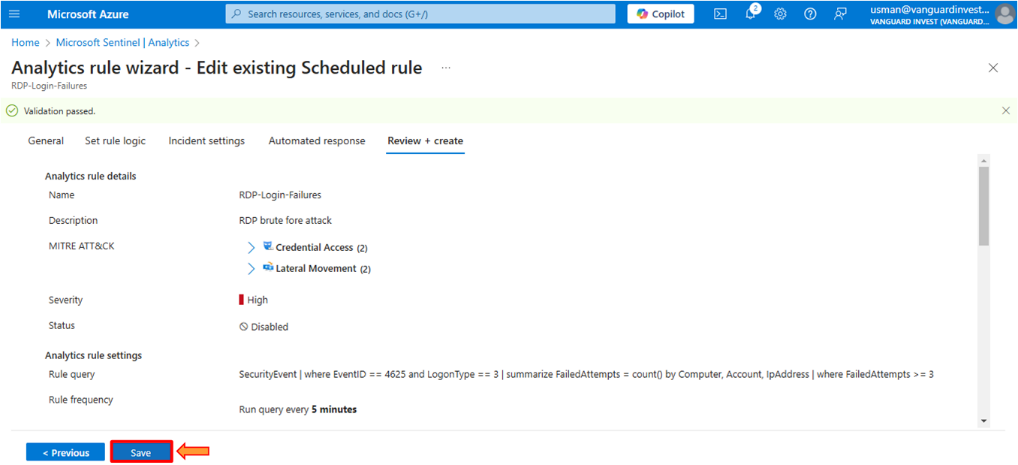 Microsoft Azure
Search resources, services, and docs (G+/)
Copilot
2
usman@vanguardinvest...
VANGUARD INVEST (VANGUARD...
Home > Microsoft Sentinel | Analytics >
Analytics rule wizard - Edit existing Scheduled rule ...
RDP-Login-Failures
Validation passed.
General Set rule logic Incident settings Automated response Review + create
Analytics rule details
Name RDP-Login-Failures
Description RDP brute fore attack
MITRE ATT&CK Credential Access (2)
Lateral Movement (2)
Severity High
Status Disabled
Analytics rule settings
Rule query SecurityEvent | where EventID == 4625 and LogonType == 3 | summarize FailedAttempts = count() by Computer, Account, IpAddress | where FailedAttempts >= 3
Rule frequency
Run query every 5 minutes
< Previous Save